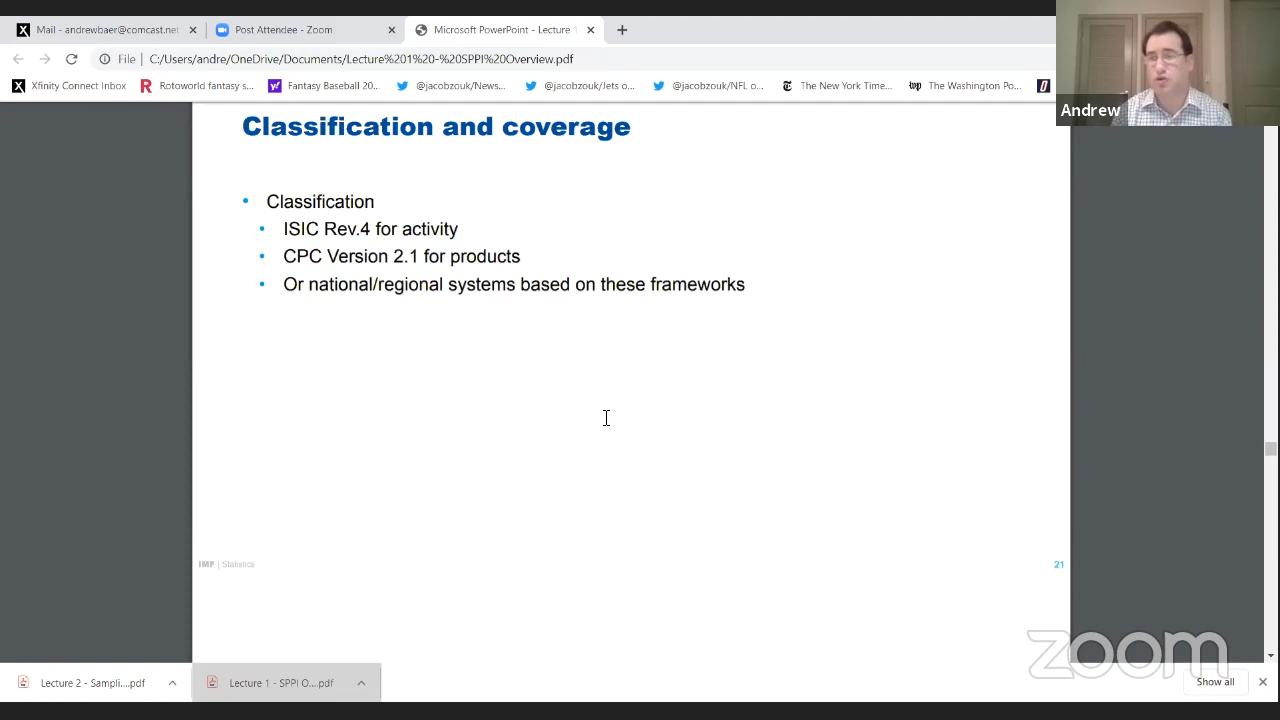 Mail - andrewbaer@comcast.net
Post Attendee - Zoom
Microsoft PowerPoint - Lecture 1
File
C:/Users/andre/OneDrive/Documents/Lecture%201%20-%20SPPI%20Overview.pdf
Xfinity Connect Inbox
Rotoworld fantasy s...
Fantasy Baseball 20...
@jacobzouk/News...
@jacobzouk/Jets o...
@jacobzouk/NFL o...
The New York Time...
The Washington Po...
Andrew
Classification and coverage
• Classification
• ISIC Rev.4 for activity
• CPC Version 2.1 for products
• Or national/regional systems based on these frameworks
IMF | Statistics
21
zoom
Lecture 2 - Sampli....pdf
Lecture 1 - SPPI O....pdf
Show all